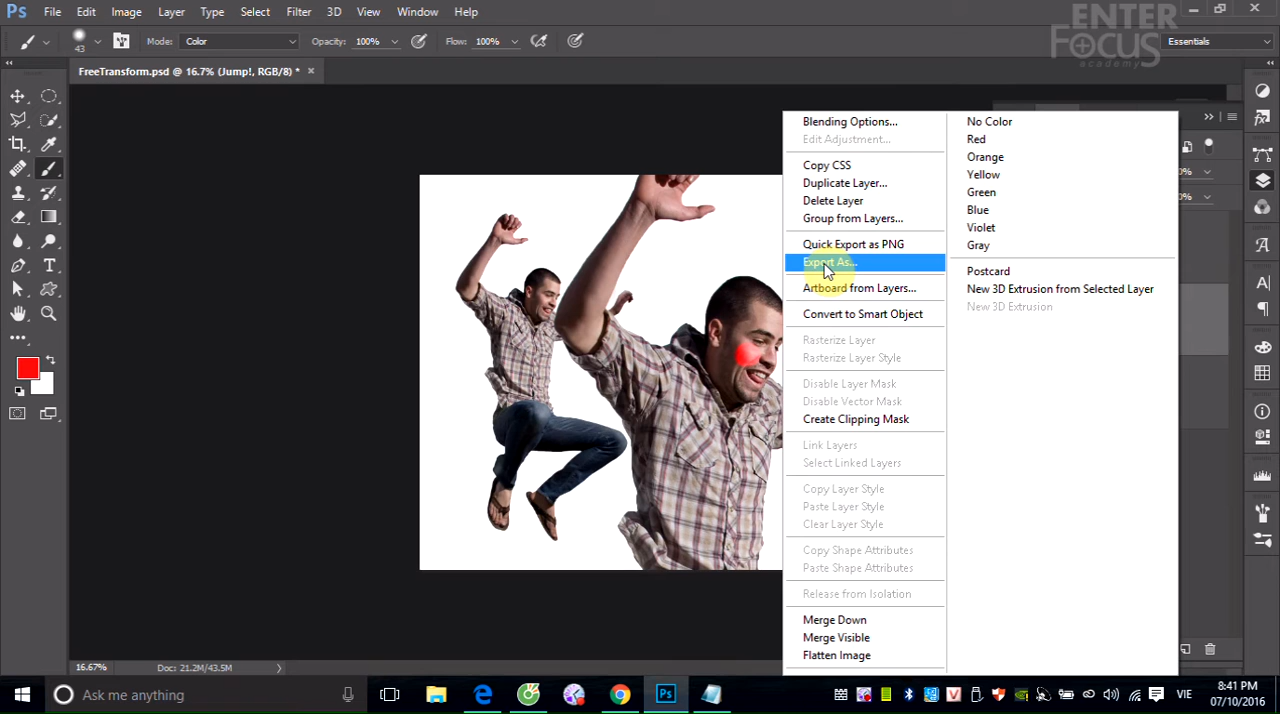 Ps File Edit Image Layer Type Select Filter 3D View Window Help
ENTER
FOCUS
academy
43 Mode: Color Opacity: 100% Flow: 100% Essentials
FreeTransform.psd @ 16.7% (Jump!, RGB/8) *
Blending Options...
Edit Adjustment...
Copy CSS
Duplicate Layer...
Delete Layer
Group from Layers...
Quick Export as PNG
Export As...
Artboard from Layers...
Convert to Smart Object
Rasterize Layer
Rasterize Layer Style
Disable Layer Mask
Disable Vector Mask
Create Clipping Mask
Link Layers
Select Linked Layers
Copy Layer Style
Paste Layer Style
Clear Layer Style
Copy Shape Attributes
Paste Shape Attributes
Release from Isolation
Merge Down
Merge Visible
Flatten Image
No Color
Red
Orange
Yellow
Green
Blue
Violet
Gray
Postcard
New 3D Extrusion from Selected Layer
New 3D Extrusion
16.67% Doc: 21.2M/43.5M
Ask me anything
Ps
VIE
8:41 PM
07/10/2016